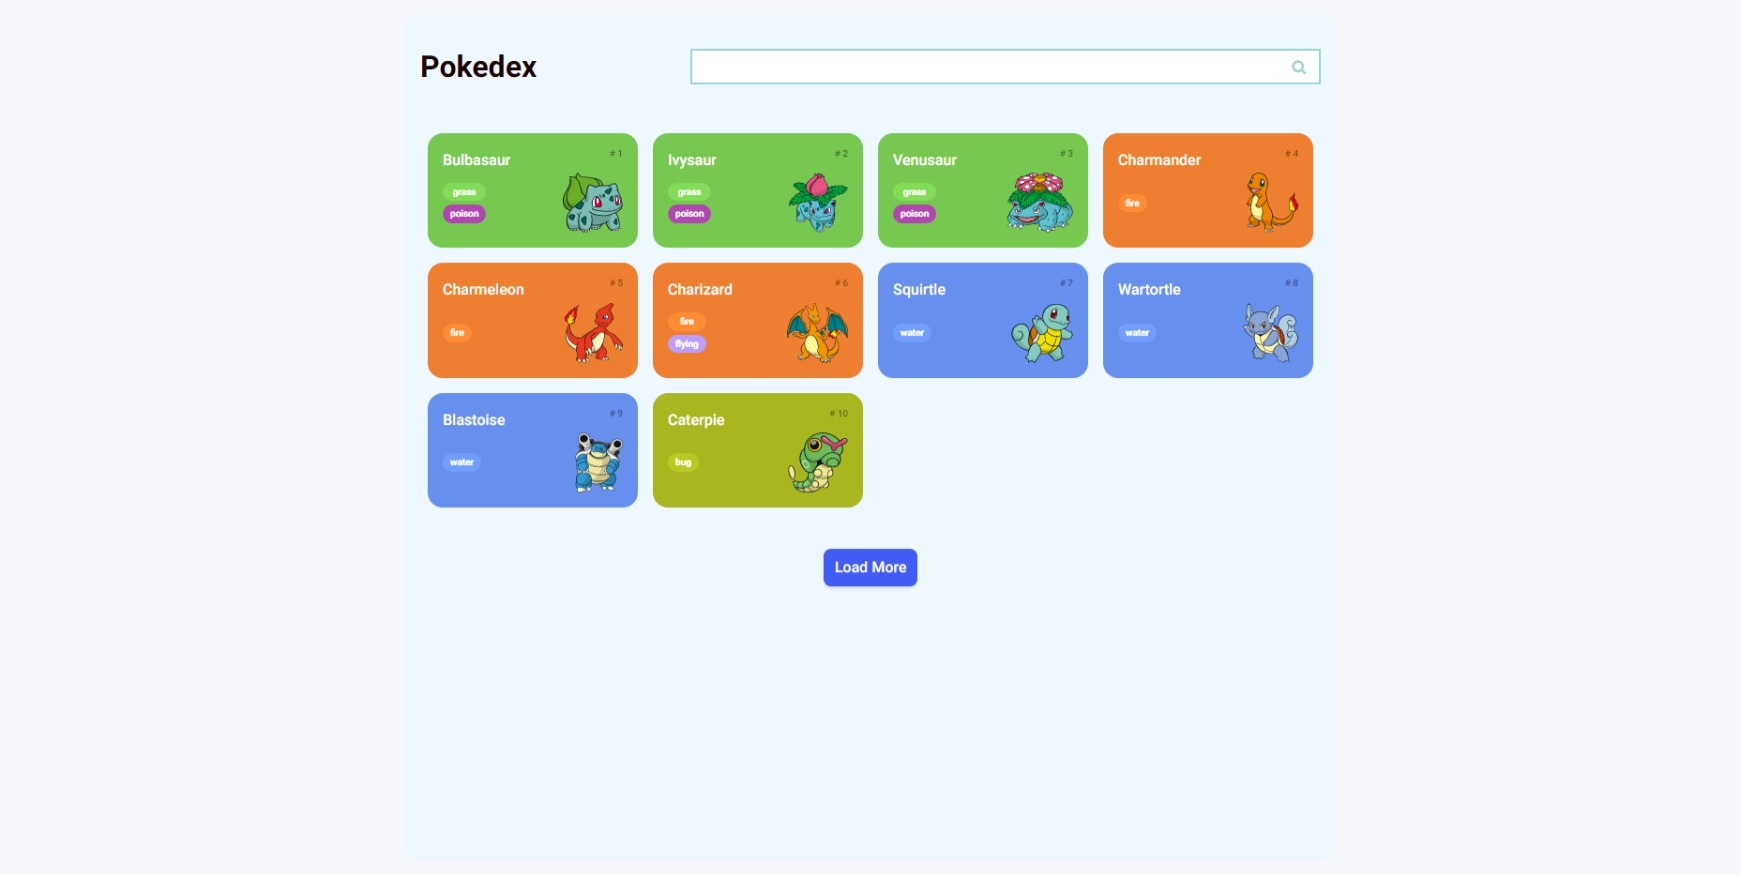 Pokedex
Bulbasaur # 1
grass
poison
Ivysaur # 2
grass
poison
Venusaur # 3
grass
poison
Charmander # 4
fire
Charmeleon # 5
fire
Charizard # 6
fire
flying
Squirtle # 7
water
Wartortle # 8
water
Blastoise # 9
water
Caterpie # 10
bug
Load More